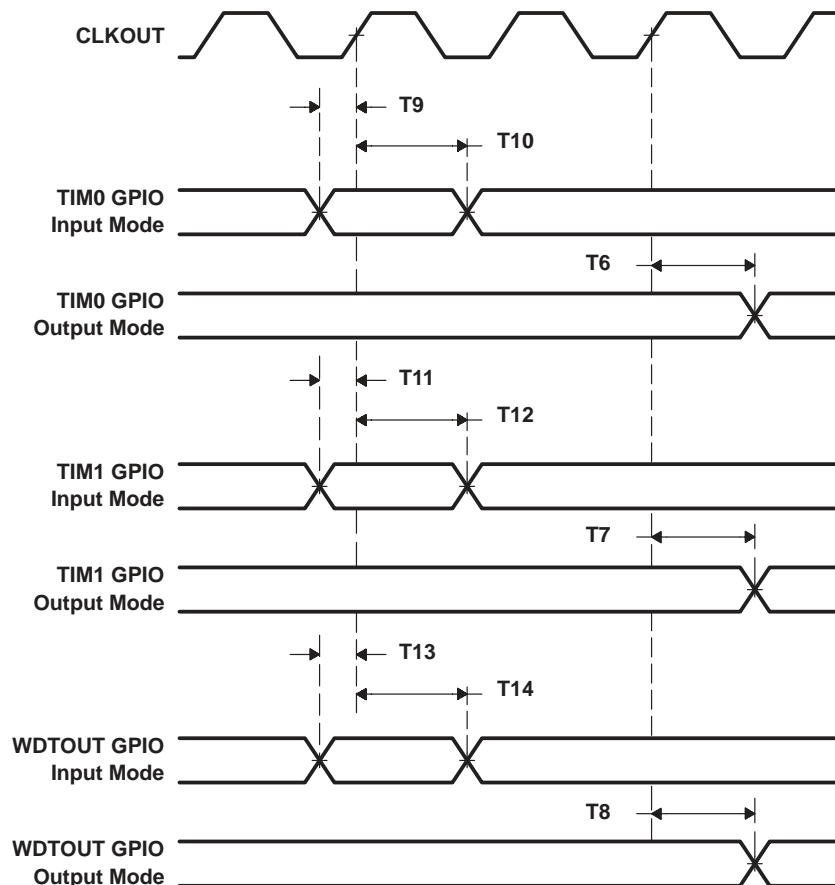 CLKOUT
T9
T10
TIM0 GPIO
Input Mode
T6
TIM0 GPIO
Output Mode
T11
T12
TIM1 GPIO
Input Mode
T7
TIM1 GPIO
Output Mode
T13
T14
WDTOUT GPIO
Input Mode
T8
WDTOUT GPIO
Output Mode